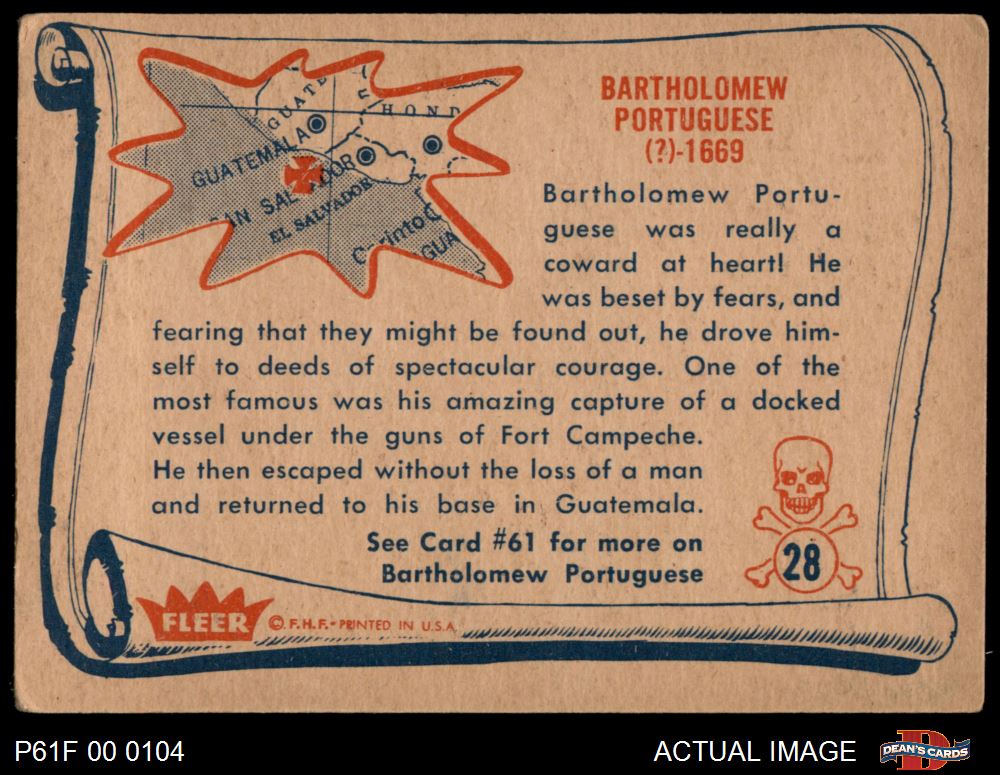 GUATE
HOND
GUATEMALA
SAN SALVADOR
EL SALVADOR
Corinto
GUA
BARTHOLOMEW
PORTUGUESE
(?)-1669
Bartholomew Portu-
guese was really a
coward at heart! He
was beset by fears, and
fearing that they might be found out, he drove him-
self to deeds of spectacular courage. One of the
most famous was his amazing capture of a docked
vessel under the guns of Fort Campeche.
He then escaped without the loss of a man
and returned to his base in Guatemala.
See Card #61 for more on
Bartholomew Portuguese
28
FLEER
© F.H.F.-PRINTED IN U.S.A.
P61F 00 0104
ACTUAL IMAGE
D
DEAN'S CARDS